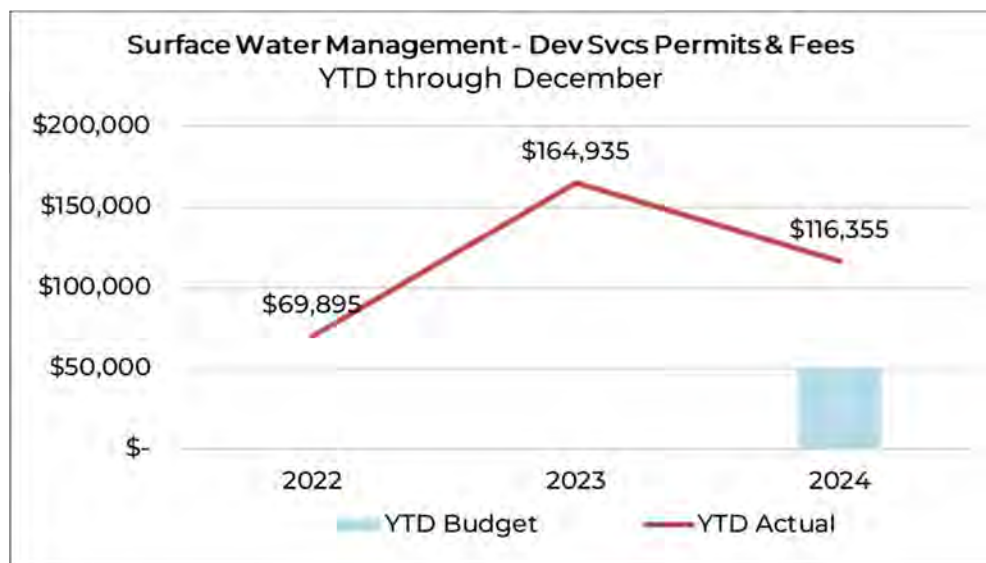 Surface Water Management - Dev Svcs Permits & Fees
YTD through December
$200,000
$164,935
$150,000
$116,355
$100,000
$69,895
$50,000
$-
2022 2023 2024
YTD Budget YTD Actual